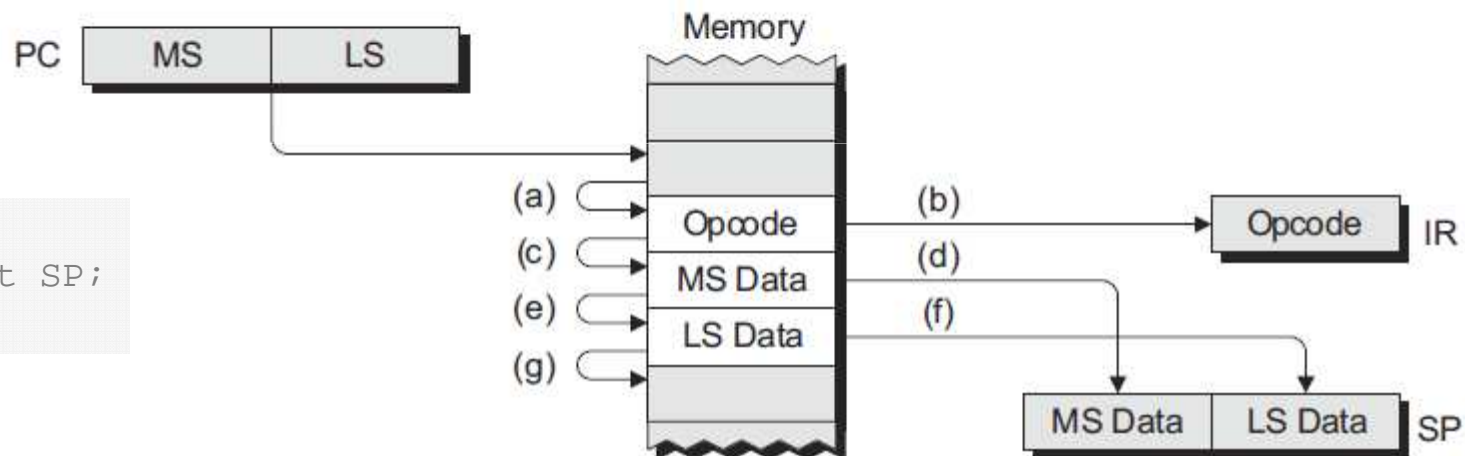 Memory
PC MS LS
(a)
Opcode (b) Opcode IR
(c)
t SP;
MS Data (d)
(e)
LS Data (f)
(g)
MS Data LS Data SP